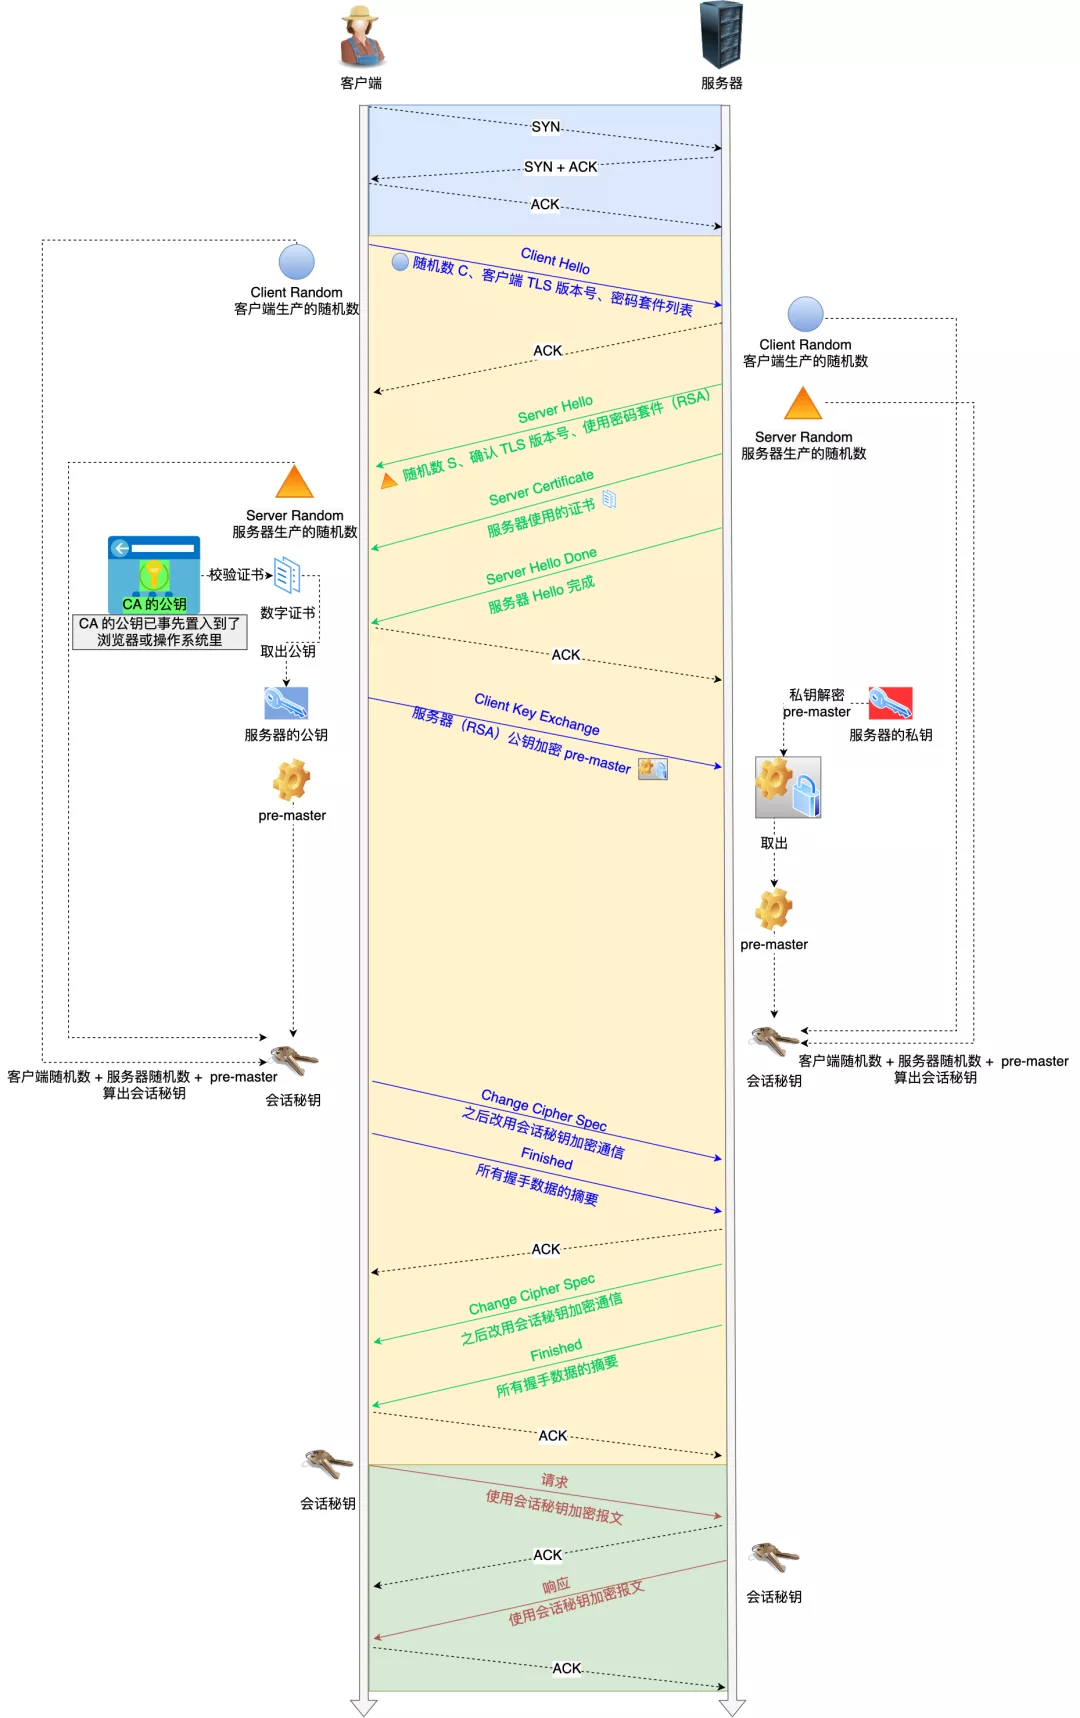 客户端
服务器
SYN
SYN + ACK
ACK
Client Hello
随机数 C、客户端 TLS 版本号、密码套件列表
Client Random
客户端生产的随机数
Client Random
客户端生产的随机数
ACK
Server Hello
随机数 S、确认 TLS 版本号、使用密码套件（RSA）
Server Random
服务器生产的随机数
Server Certificate
服务器使用的证书
Server Random
服务器生产的随机数
Server Hello Done
服务器 Hello 完成
校验证书
CA 的公钥
CA 的公钥已事先置入到了
浏览器或操作系统里
数字证书
取出公钥
ACK
服务器的公钥
Client Key Exchange
服务器（RSA）公钥加密 pre-master
私钥解密
pre-master
服务器的私钥
pre-master
取出
pre-master
客户端随机数 + 服务器随机数 + pre-master
算出会话秘钥
会话秘钥
会话秘钥
客户端随机数 + 服务器随机数 + pre-master
算出会话秘钥
Change Cipher Spec
之后改用会话秘钥加密通信
Finished
所有握手数据的摘要
ACK
Change Cipher Spec
之后改用会话秘钥加密通信
Finished
所有握手数据的摘要
ACK
会话秘钥
请求
使用会话秘钥加密报文
ACK
响应
使用会话秘钥加密报文
会话秘钥
ACK